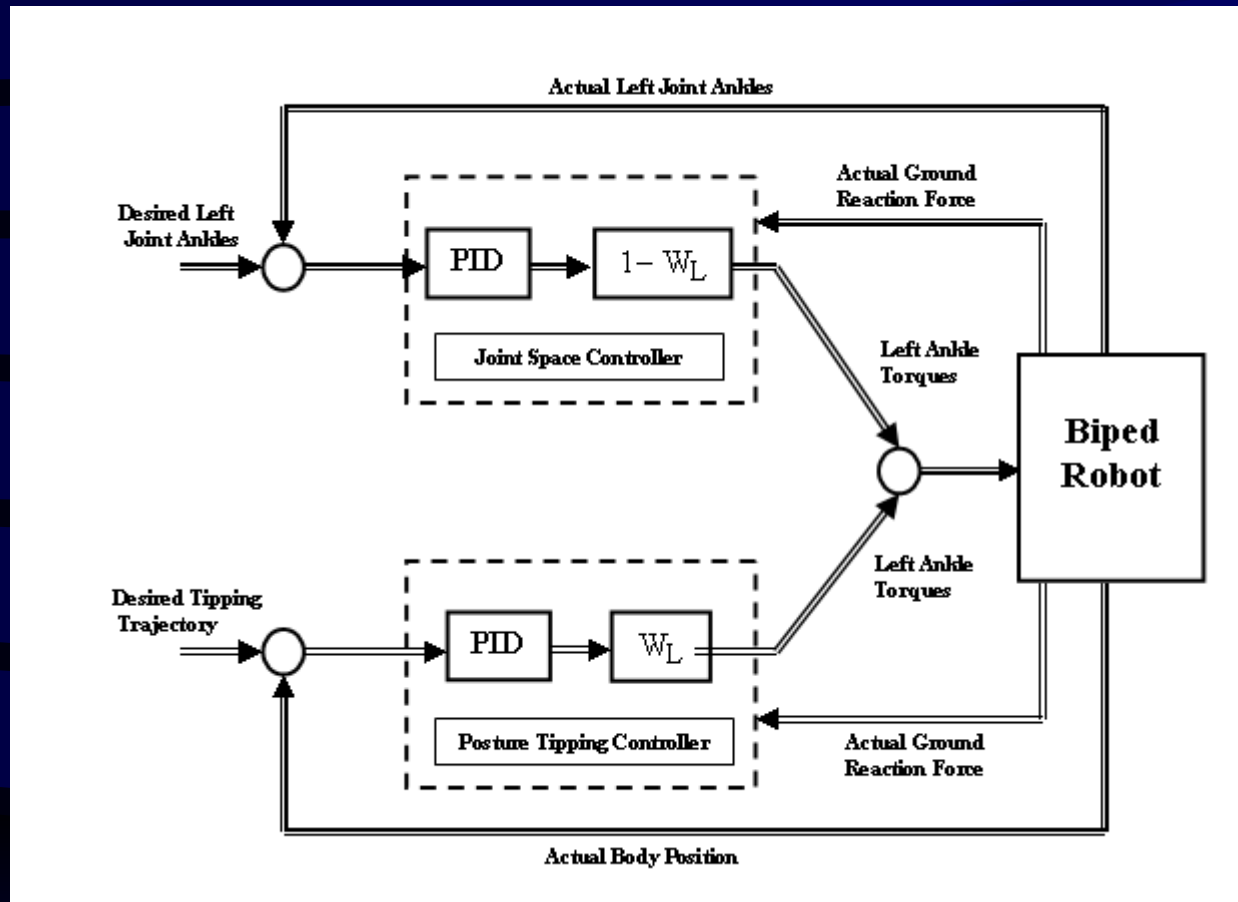 Actual Left Joint Ankles
Actual Ground
Reaction Force
Desired Left
Joint Ankles
PID
1- W_L
Joint Space Controller
Left Ankle
Torques
Biped
Robot
Left Ankle
Torques
Desired Tipping
Trajectory
PID
W_L
Posture Tipping Controller
Actual Ground
Reaction Force
Actual Body Position